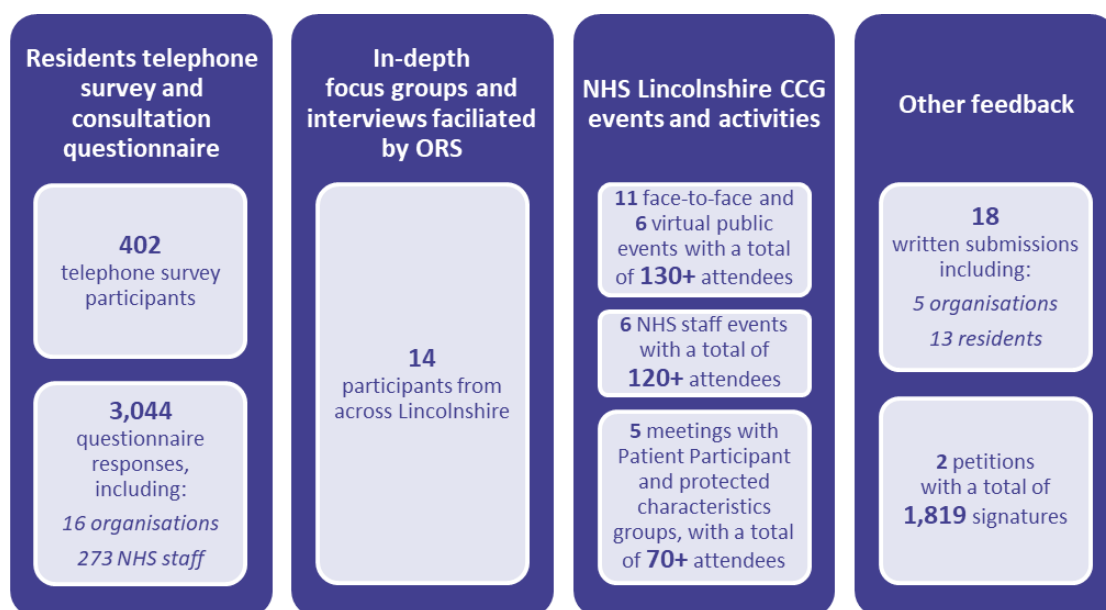 Residents telephone
survey and
consultation
questionnaire
402
telephone survey
participants
3,044
questionnaire
responses,
including:
16 organisations
273 NHS staff
In-depth
focus groups and
interviews faciliated
by ORS
14
participants from
across Lincolnshire
NHS Lincolnshire CCG
events and activities
11 face-to-face and
6 virtual public
events with a total
of 130+ attendees
6 NHS staff events
with a total of
120+ attendees
5 meetings with
Patient Participant
and protected
characteristics
groups, with a total
of 70+ attendees
Other feedback
18
written submissions
including:
5 organisations
13 residents
2 petitions
with a total of
1,819 signatures